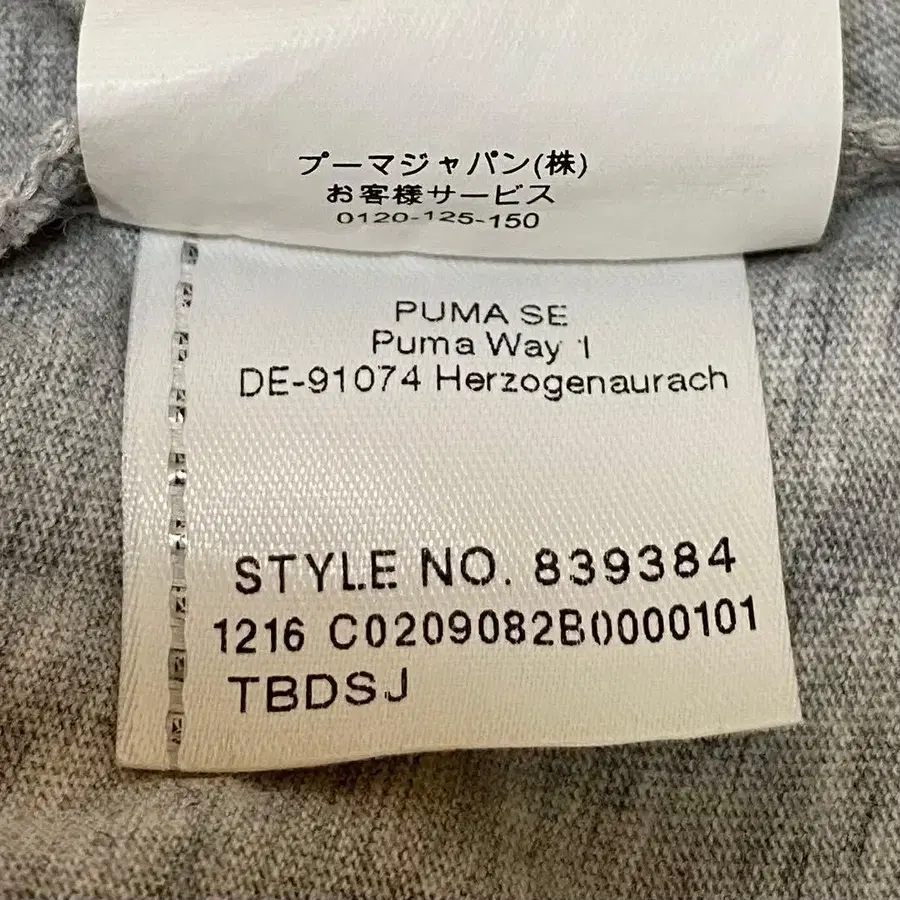 プーマジャパン(株)
お客様サービス
0120-125-150
PUMA SE
Puma Way 1
DE-91074 Herzogenaurach
STYLE NO. 839384
1216 C0209082B0000101
TBDSJ